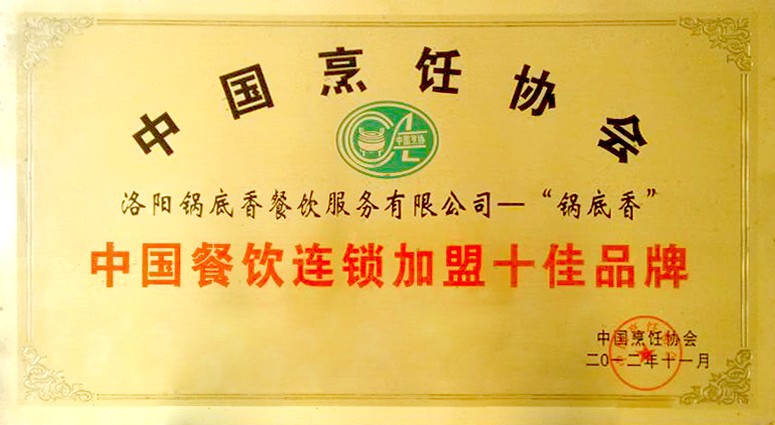 中国烹饪协会
中国烹协
洛阳锅底香餐饮服务有限公司—“锅底香”
中国餐饮连锁加盟十佳品牌
中国烹饪协会
二〇一二年十一月